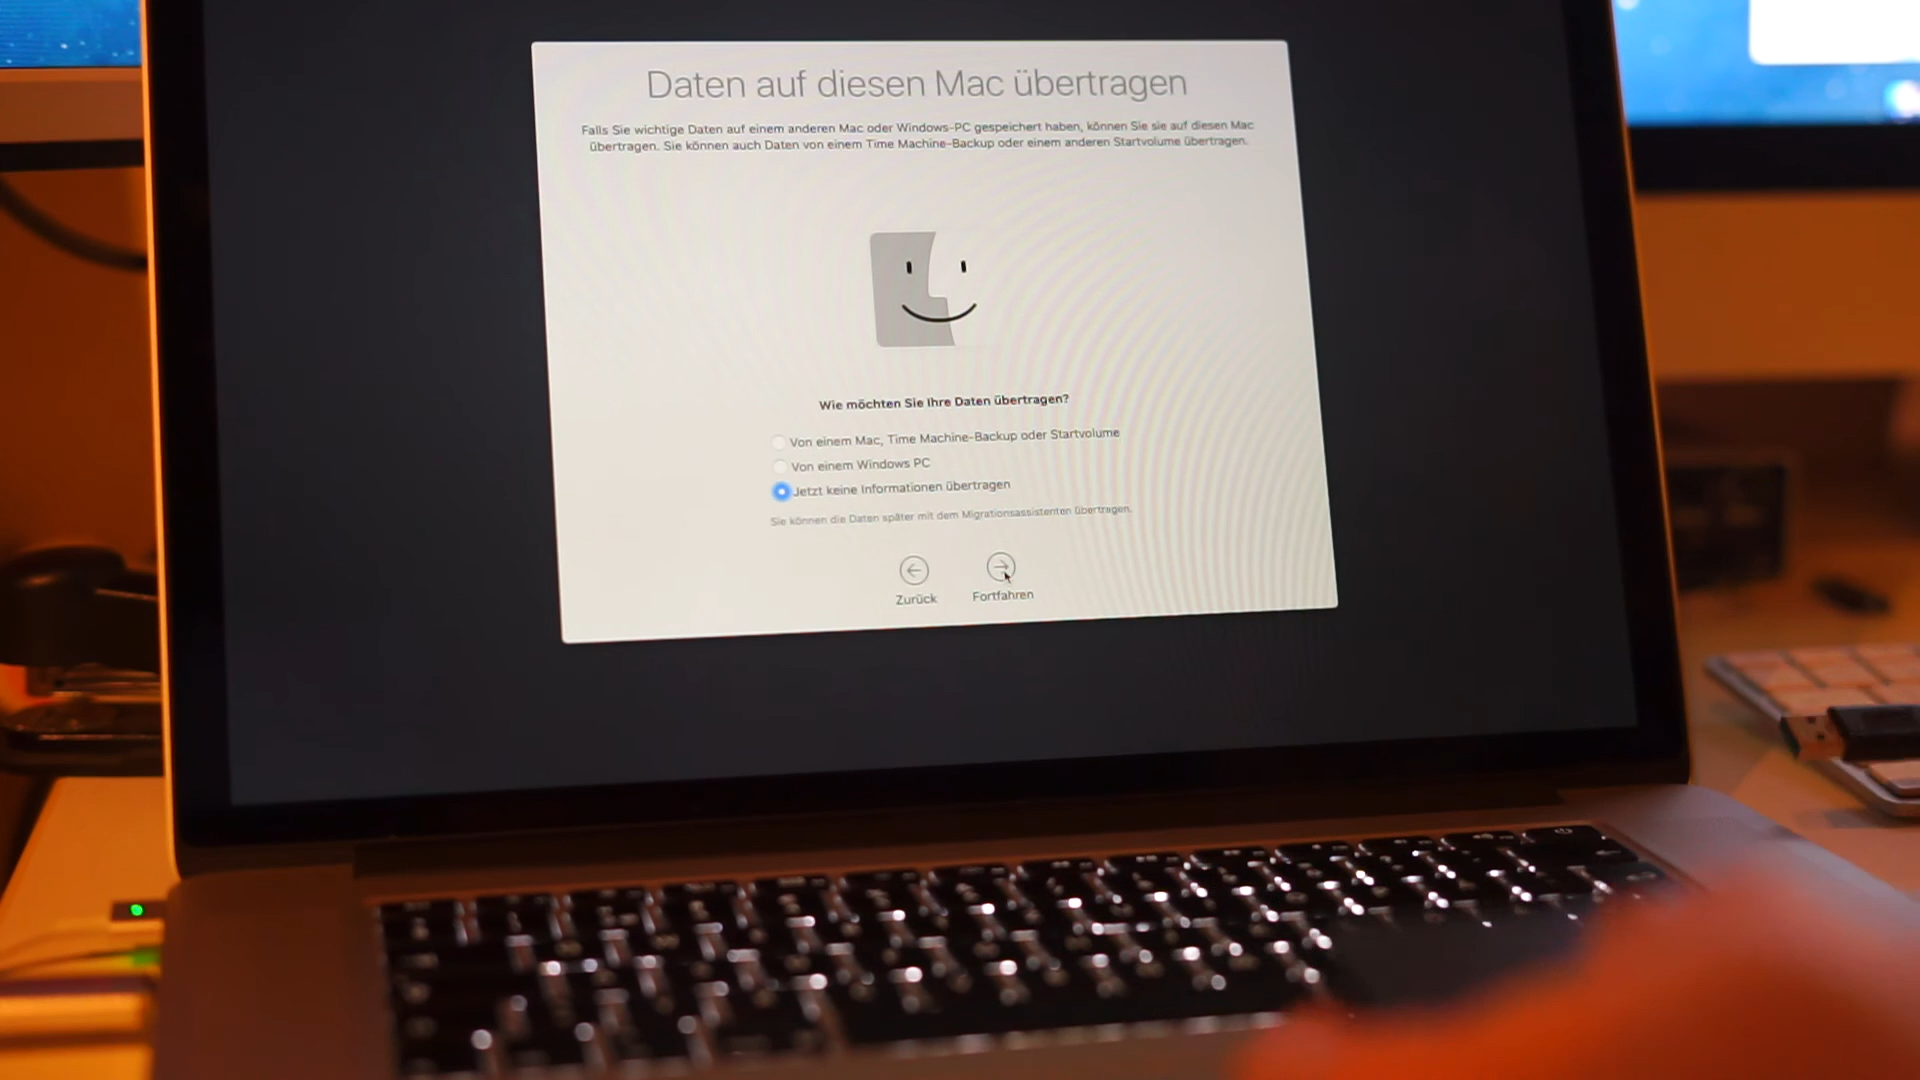 Daten auf diesen Mac übertragen
Falls Sie wichtige Daten auf einem anderen Mac oder Windows-PC gespeichert haben, können Sie sie auf diesen Mac
übertragen. Sie können auch Daten von einem Time Machine-Backup oder einem anderen Startvolume übertragen.
Wie möchten Sie Ihre Daten übertragen?
Von einem Mac, Time Machine-Backup oder Startvolume
Von einem Windows PC
Jetzt keine Informationen übertragen
Sie können die Daten später mit dem Migrationsassistenten übertragen.
Zurück
Fortfahren